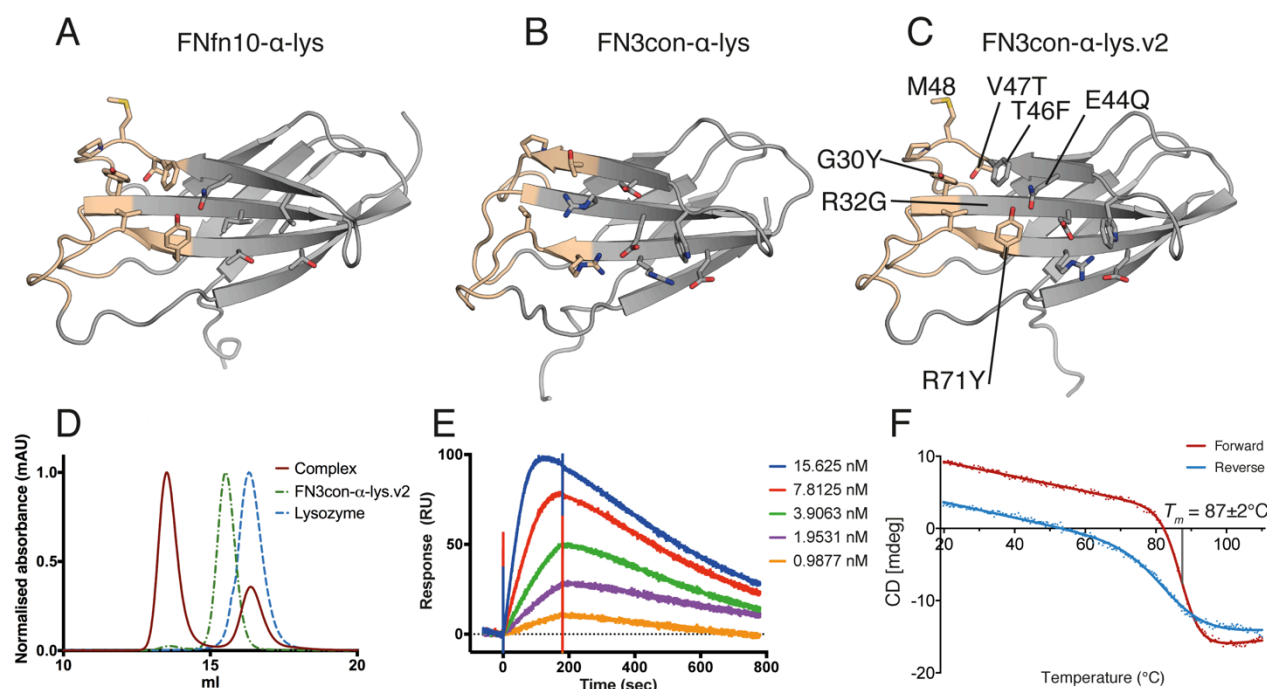 A FNfn10-α-lys
B FN3con-α-lys
C FN3con-α-lys.v2
M48
V47T
T46F
E44Q
G30Y
R32G
R71Y
D
Normalised absorbance (mAU)
1.0
0.5
0.0
10 15 20
ml
Complex
FN3con-α-lys.v2
Lysozyme
E
Response (RU)
100
50
0
0 200 400 600 800
Time (sec)
15.625 nM
7.8125 nM
3.9063 nM
1.9531 nM
0.9877 nM
F
Forward
Reverse
CD [mdeg]
10
0
-10
-20
20 40 60 80 100
Tm = 87±2°C
Temperature (°C)